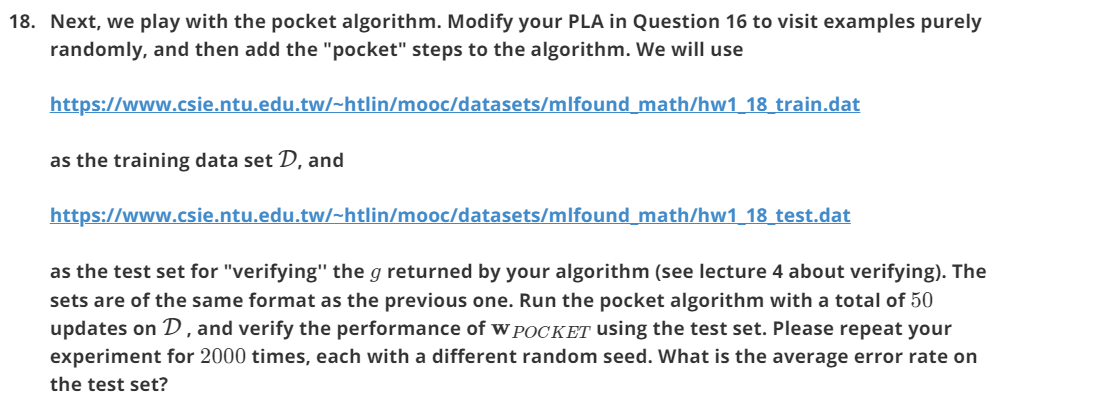 18. Next, we play with the pocket algorithm. Modify your PLA in Question 16 to visit examples purely
randomly, and then add the "pocket" steps to the algorithm. We will use
https://www.csie.ntu.edu.tw/~htlin/mooc/datasets/mlfound_math/hw1_18_train.dat
as the training data set 𝒟, and
https://www.csie.ntu.edu.tw/~htlin/mooc/datasets/mlfound_math/hw1_18_test.dat
as the test set for "verifying'' the g returned by your algorithm (see lecture 4 about verifying). The
sets are of the same format as the previous one. Run the pocket algorithm with a total of 50
updates on 𝒟 , and verify the performance of w_POCKET using the test set. Please repeat your
experiment for 2000 times, each with a different random seed. What is the average error rate on
the test set?